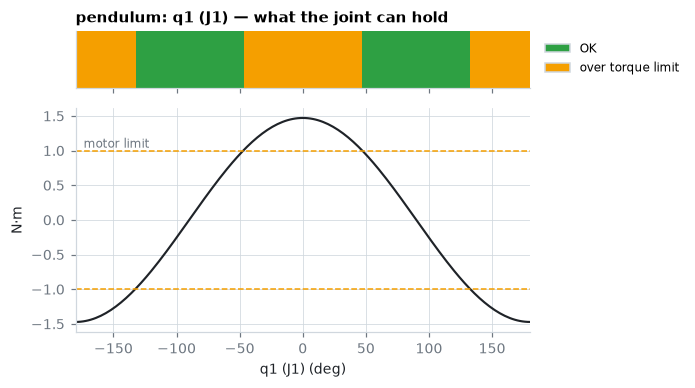 pendulum: q1 (J1) — what the joint can hold
OK
over torque limit
1.5
motor limit
1.0
0.5
0.0
−0.5
−1.0
−1.5
N·m
−150 −100 −50 0 50 100 150
q1 (J1) (deg)